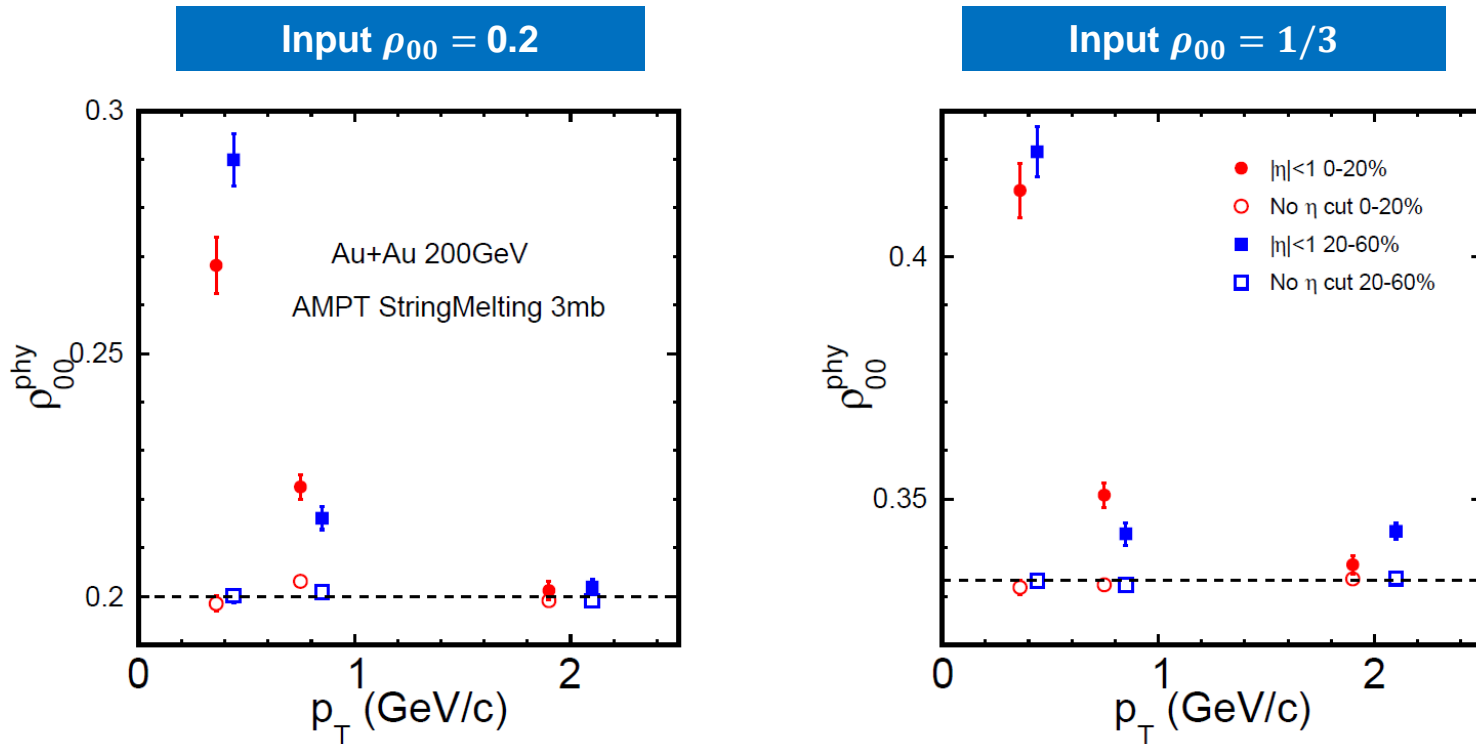 Input ρ₀₀ = 0.2
0.3
0.25
0.2
ρ₀₀ᵖʰʸ
Au+Au 200GeV
AMPT StringMelting 3mb
0 1 2
p_T (GeV/c)
Input ρ₀₀ = 1/3
0.4
0.35
ρ₀₀ᵖʰʸ
|η|<1 0-20%
No η cut 0-20%
|η|<1 20-60%
No η cut 20-60%
0 1 2
p_T (GeV/c)